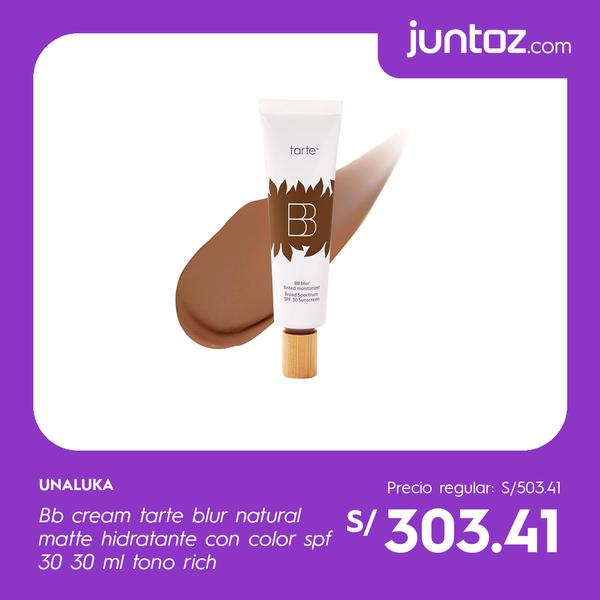 juntoz.com
tarte™
BB
BB blur
tinted moisturizer
Broad Spectrum
SPF 30 Sunscreen
UNALUKA
Bb cream tarte blur natural
matte hidratante con color spf
30 30 ml tono rich
Precio regular: S/503.41
S/ 303.41